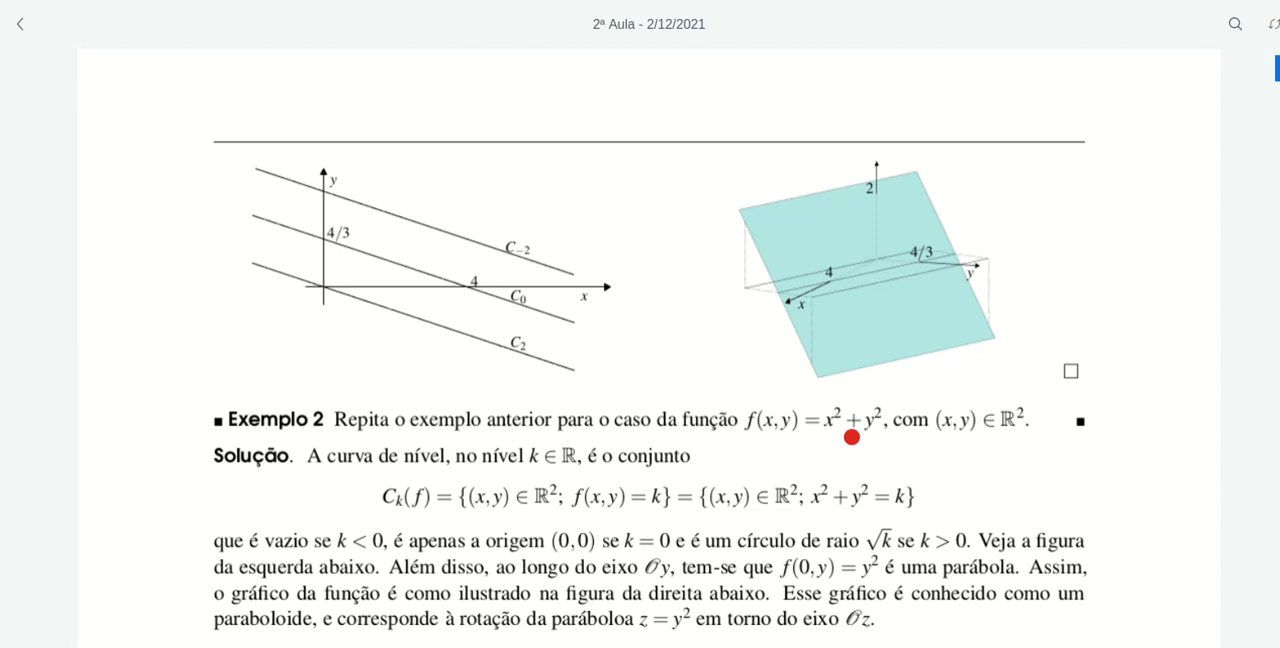 2ª Aula - 2/12/2021
y
4/3
C₋₂
4
x
C₀
C₂
2
4/3
4
y
x
■ Exemplo 2 Repita o exemplo anterior para o caso da função f(x,y) = x² + y², com (x,y) ∈ ℝ². ■
Solução. A curva de nível, no nível k ∈ ℝ, é o conjunto
Cₖ(f) = {(x,y) ∈ ℝ²; f(x,y) = k} = {(x,y) ∈ ℝ²; x² + y² = k}
que é vazio se k < 0, é apenas a origem (0,0) se k = 0 e é um círculo de raio √k se k > 0. Veja a figura
da esquerda abaixo. Além disso, ao longo do eixo 𝒪y, tem-se que f(0,y) = y² é uma parábola. Assim,
o gráfico da função é como ilustrado na figura da direita abaixo. Esse gráfico é conhecido como um
paraboloide, e corresponde à rotação da paráboloa z = y² em torno do eixo 𝒪z.